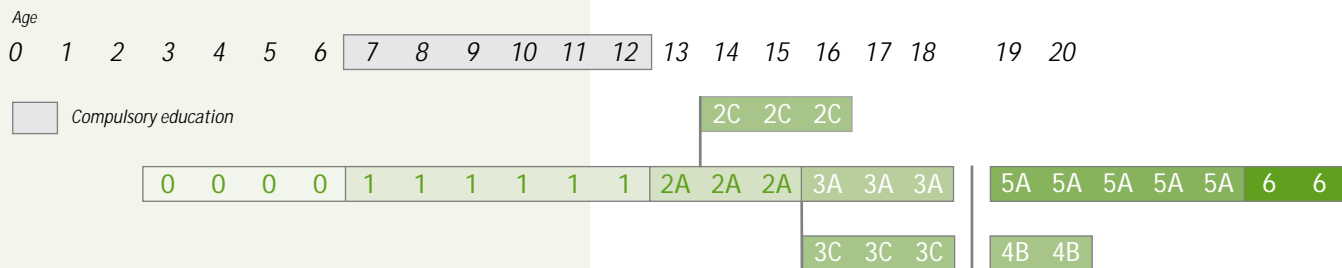 Age
0 1 2 3 4 5 6 7 8 9 10 11 12 13 14 15 16 17 18 19 20
Compulsory education
2C 2C 2C
0 0 0 0 1 1 1 1 1 1 2A 2A 2A 3A 3A 3A 5A 5A 5A 5A 5A 6 6
3C 3C 3C 4B 4B